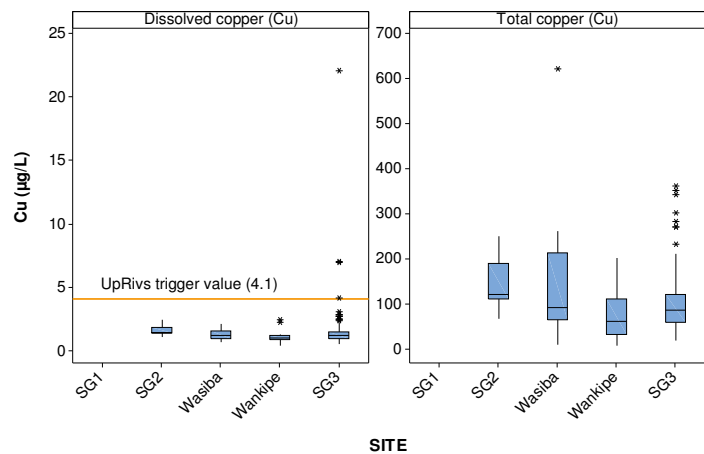 Dissolved copper (Cu)
Total copper (Cu)
Cu (µg/L)
25
20
15
10
5
0
UpRivs trigger value (4.1)
700
600
500
400
300
200
100
0
SG1
SG2
Wasiba
Wankipe
SG3
SG1
SG2
Wasiba
Wankipe
SG3
SITE